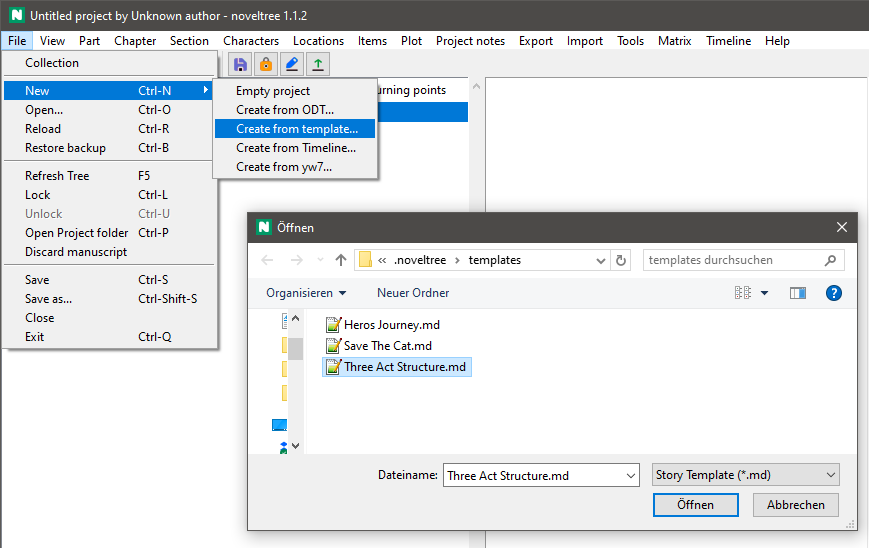 Untitled project by Unknown author - noveltree 1.1.2
File View Part Chapter Section Characters Locations Items Plot Project notes Export Import Tools Matrix Timeline Help
Collection
New Ctrl-N
Open... Ctrl-O
Reload Ctrl-R
Restore backup Ctrl-B
Refresh Tree F5
Lock Ctrl-L
Unlock Ctrl-U
Open Project folder Ctrl-P
Discard manuscript
Save Ctrl-S
Save as... Ctrl-Shift-S
Close
Exit Ctrl-Q
Empty project
Create from ODT...
Create from template...
Create from Timeline...
Create from yw7...
urning points
N Öffnen
« .noveltree › templates
templates durchsuchen
Organisieren Neuer Ordner
Heros Journey.md
Save The Cat.md
Three Act Structure.md
Dateiname: Three Act Structure.md Story Template (*.md)
Öffnen Abbrechen